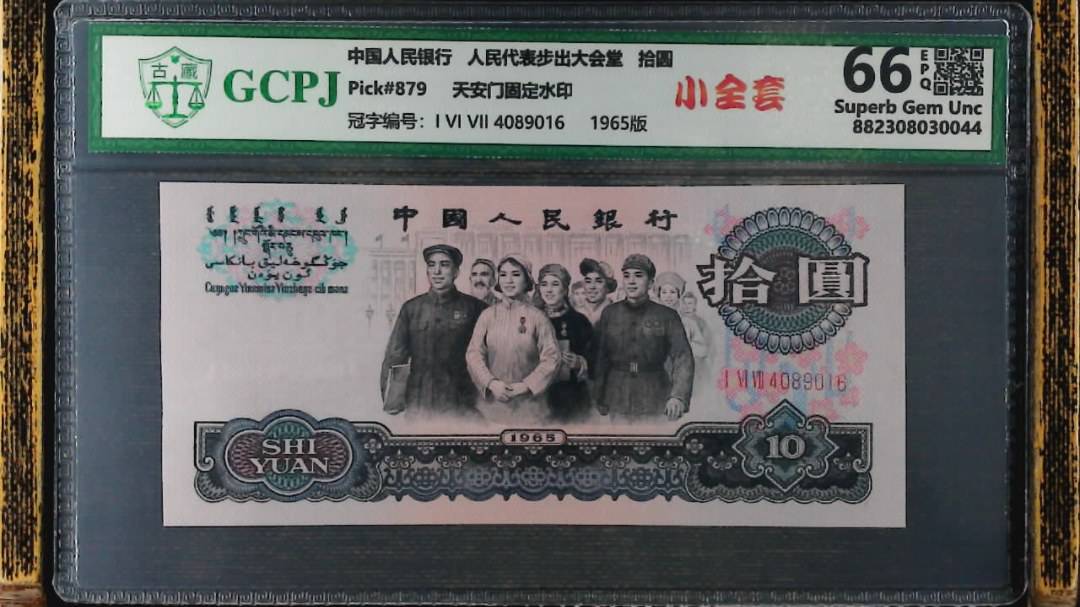 古藏
GCPJ
中国人民银行 人民代表步出大会堂 拾圆
Pick#879 天安门固定水印
冠字编号: I VI VII 4089016 1965版
小全套
66 EPQ
Superb Gem Unc
882308030044
中國人民銀行
拾圓
I VI VII 4089016
1965
SHI
YUAN
10